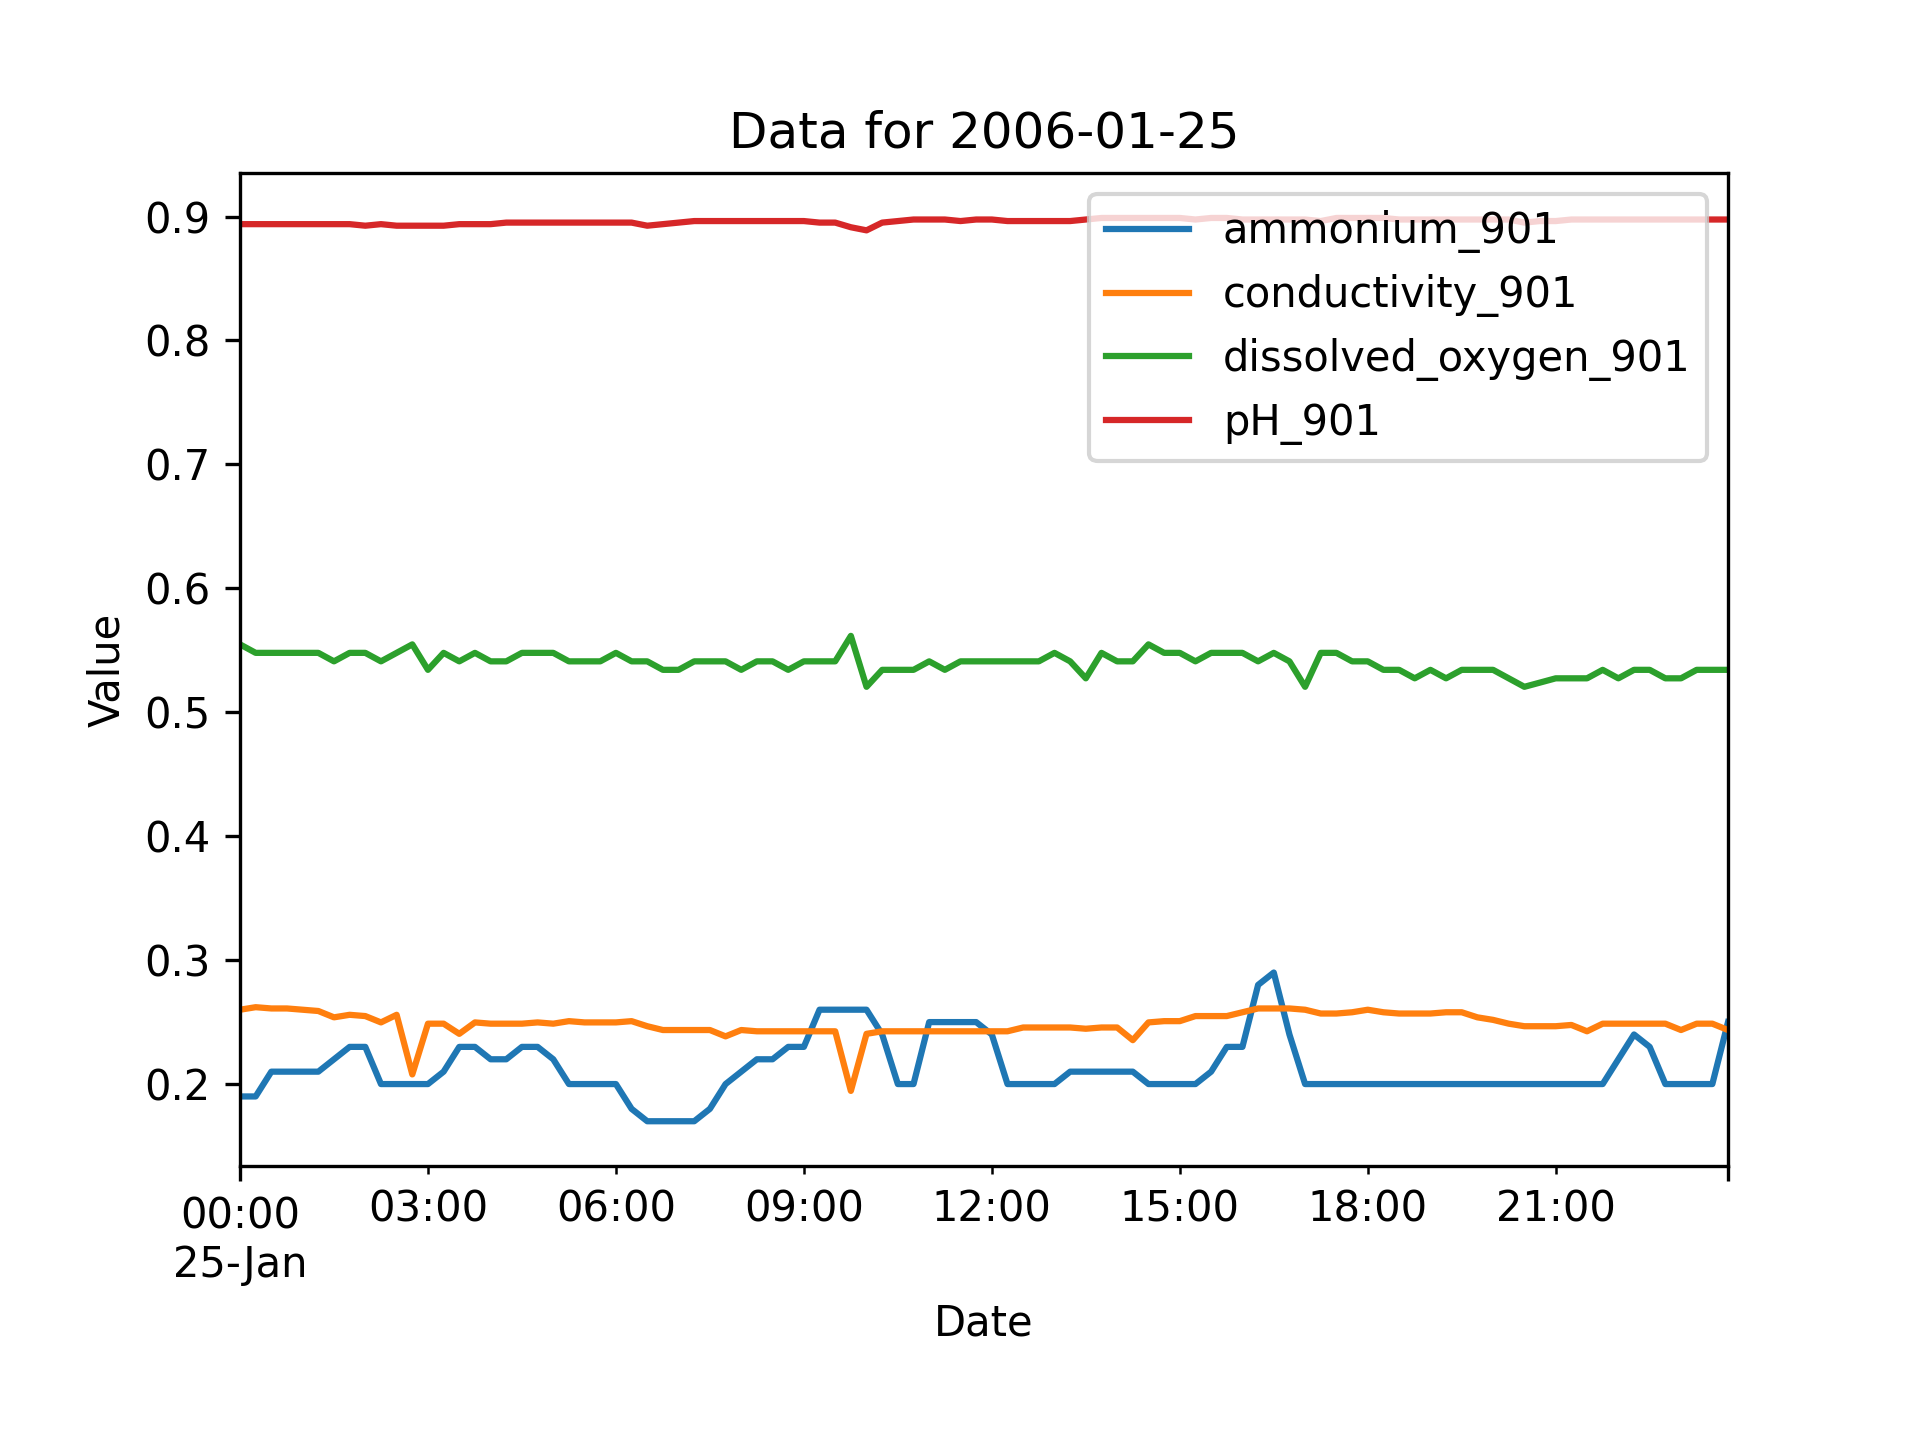 Data for 2006-01-25
0.9
0.8
0.7
0.6
0.5
0.4
0.3
0.2
Value
ammonium_901
conductivity_901
dissolved_oxygen_901
pH_901
00:00 03:00 06:00 09:00 12:00 15:00 18:00 21:00
25-Jan
Date